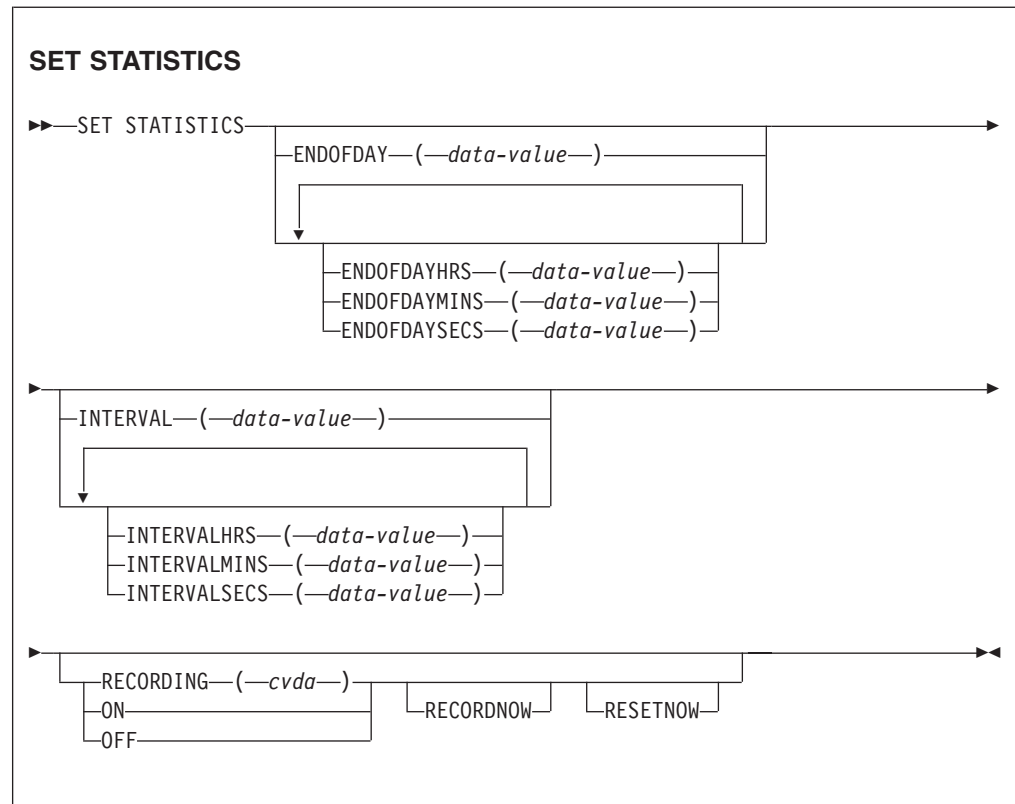 SET STATISTICS
SET STATISTICS
ENDOFDAY ( data-value )
ENDOFDAYHRS ( data-value )
ENDOFDAYMINS ( data-value )
ENDOFDAYSECS ( data-value )
INTERVAL ( data-value )
INTERVALHRS ( data-value )
INTERVALMINS ( data-value )
INTERVALSECS ( data-value )
RECORDING ( cvda )
ON
OFF
RECORDNOW
RESETNOW